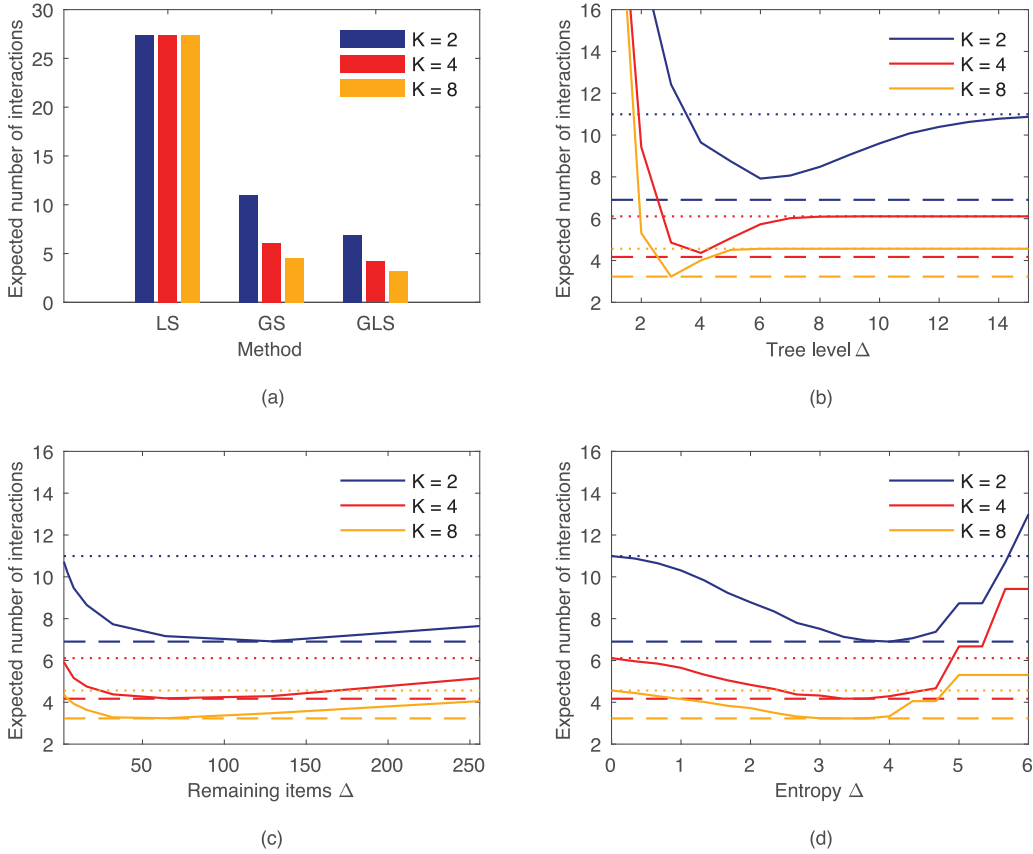 30
25
20
15
10
5
0
Expected number of interactions
K = 2
K = 4
K = 8
LS
GS
GLS
Method
(a)
16
14
12
10
8
6
4
2
Expected number of interactions
K = 2
K = 4
K = 8
2
4
6
8
10
12
14
Tree level Δ
(b)
16
14
12
10
8
6
4
2
Expected number of interactions
K = 2
K = 4
K = 8
50
100
150
200
250
Remaining items Δ
(c)
16
14
12
10
8
6
4
2
Expected number of interactions
K = 2
K = 4
K = 8
0
1
2
3
4
5
6
Entropy Δ
(d)